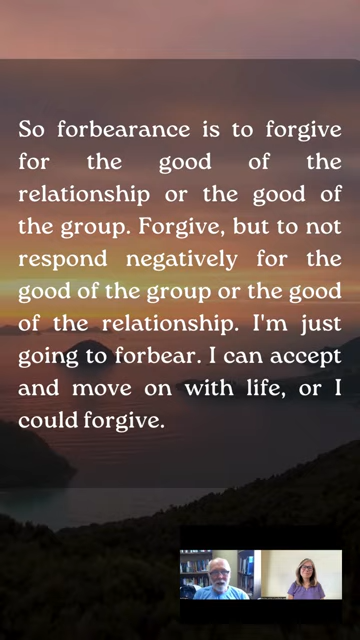 So forbearance is to forgive
for the good of the
relationship or the good of
the group. Forgive, but to not
respond negatively for the
good of the group or the good
of the relationship. I'm just
going to forbear. I can accept
and move on with life, or I
could forgive.